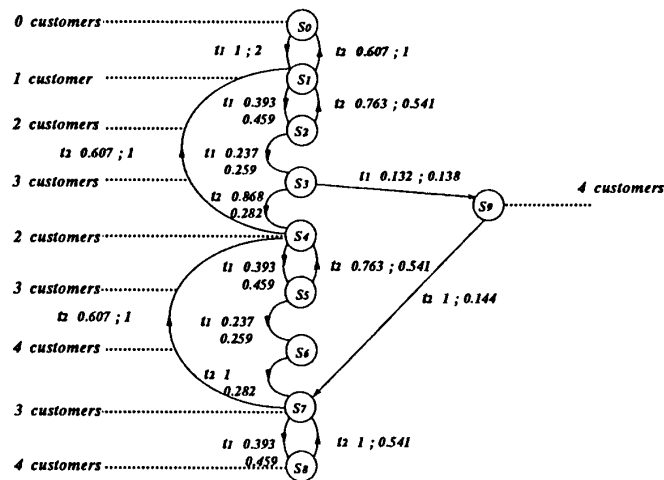 0 customers
S0
t1 1 ; 2
t2 0.607 ; 1
1 customer
S1
t1 0.393
0.459
t2 0.763 ; 0.541
2 customers
S2
t2 0.607 ; 1
t1 0.237
0.259
3 customers
S3
t1 0.132 ; 0.138
4 customers
S9
t2 0.868
0.282
2 customers
S4
t1 0.393
0.459
t2 0.763 ; 0.541
3 customers
S5
t2 1 ; 0.144
t2 0.607 ; 1
t1 0.237
0.259
4 customers
S6
t2 1
0.282
3 customers
S7
t1 0.393
0.459
t2 1 ; 0.541
4 customers
S8